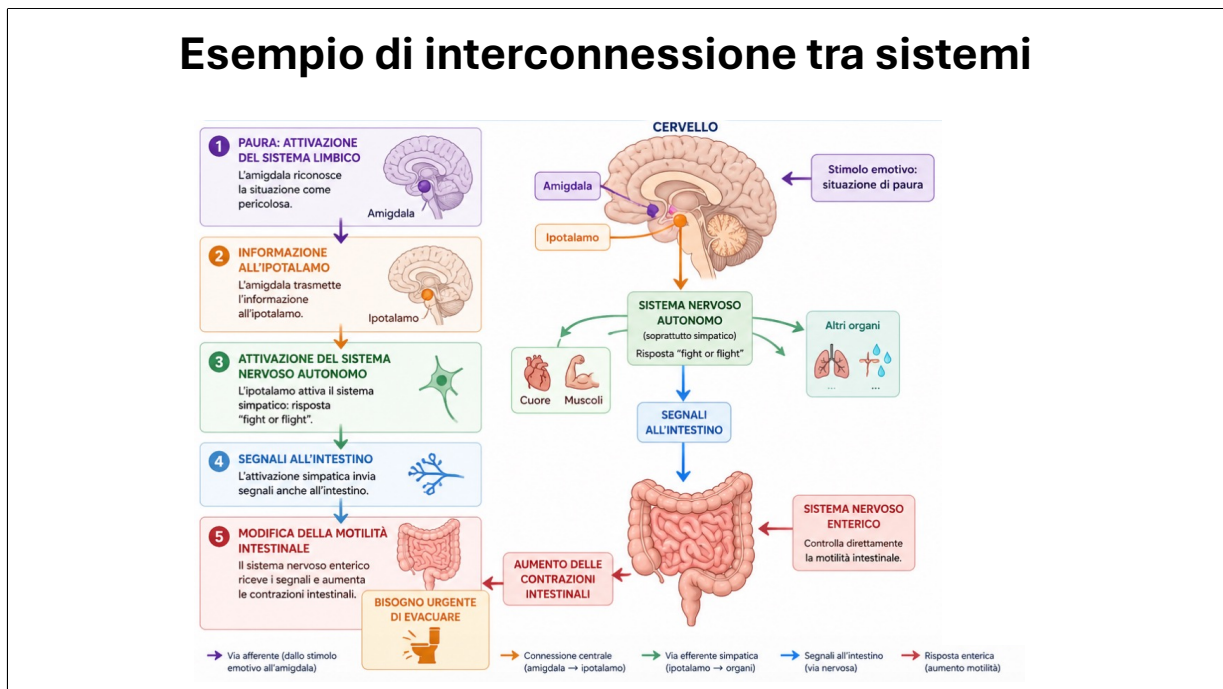 Esempio di interconnessione tra sistemi
1
PAURA: ATTIVAZIONE
DEL SISTEMA LIMBICO
L'amigdala riconosce
la situazione come
pericolosa.
Amigdala
2
INFORMAZIONE
ALL'IPOTALAMO
L'amigdala trasmette
l'informazione
all'ipotalamo.
Ipotalamo
3
ATTIVAZIONE DEL SISTEMA
NERVOSO AUTONOMO
L'ipotalamo attiva il sistema
simpatico: risposta
"fight or flight".
4
SEGNALI ALL'INTESTINO
L'attivazione simpatica invia
segnali anche all'intestino.
5
MODIFICA DELLA MOTILITÀ
INTESTINALE
Il sistema nervoso enterico
riceve i segnali e aumenta
le contrazioni intestinali.
BISOGNO URGENTE
DI EVACUARE
CERVELLO
Amigdala
Ipotalamo
Stimolo emotivo:
situazione di paura
SISTEMA NERVOSO
AUTONOMO
(soprattutto simpatico)
Risposta "fight or flight"
Cuore
Muscoli
Altri organi
...
...
SEGNALI
ALL'INTESTINO
SISTEMA NERVOSO
ENTERICO
Controlla direttamente
la motilità intestinale.
AUMENTO DELLE
CONTRAZIONI
INTESTINALI
Via afferente (dallo stimolo
emotivo all'amigdala)
Connessione centrale
(amigdala → ipotalamo)
Via efferente simpatica
(ipotalamo → organi)
Segnali all'intestino
(via nervosa)
Risposta enterica
(aumento motilità)